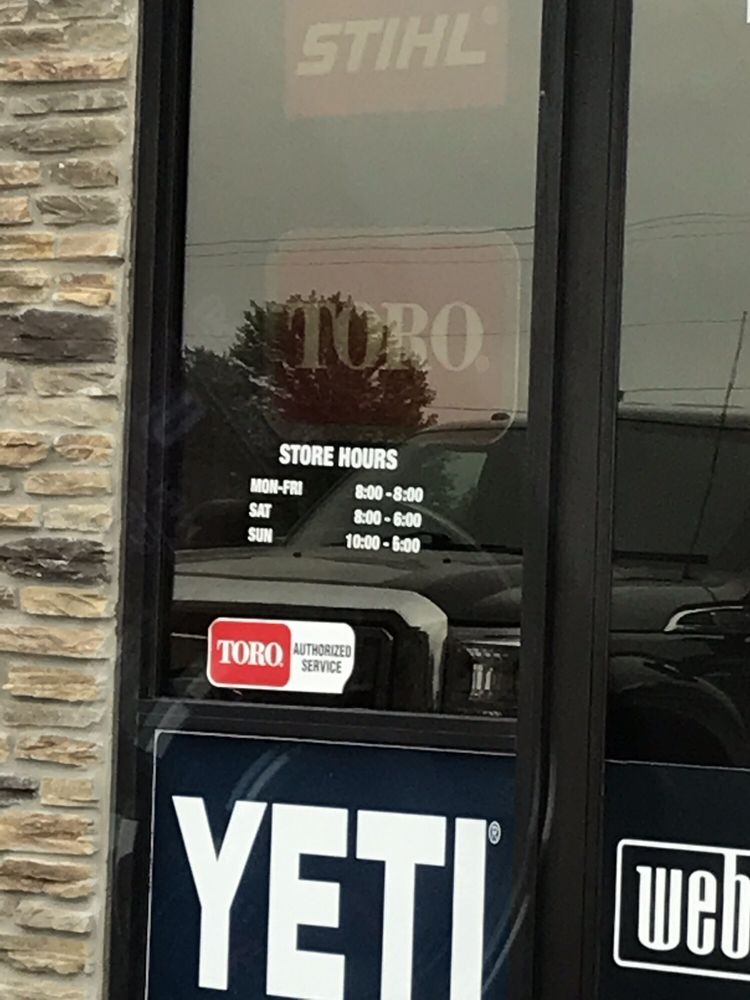 STIHL®
TORO®
STORE HOURS
MON-FRI 8:00 - 8:00
SAT 8:00 - 6:00
SUN 10:00 - 5:00
TORO AUTHORIZED
SERVICE
YETI®
web